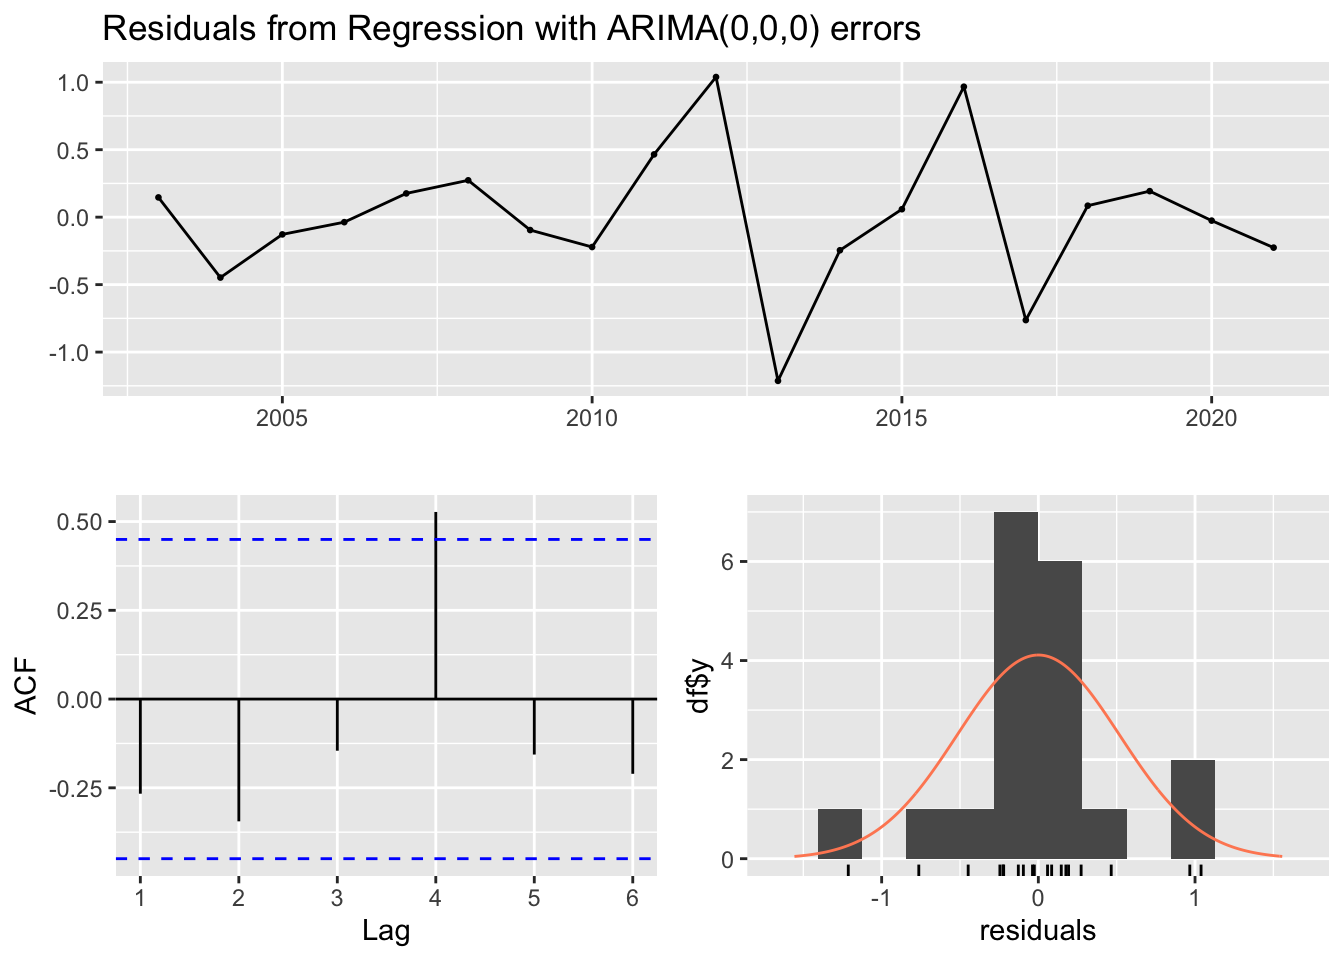 Residuals from Regression with ARIMA(0,0,0) errors
1.0
0.5
0.0
-0.5
-1.0
2005 2010 2015 2020
ACF
0.50
0.25
0.00
-0.25
1 2 3 4 5 6
Lag
df$y
6
4
2
0
-1 0 1
residuals